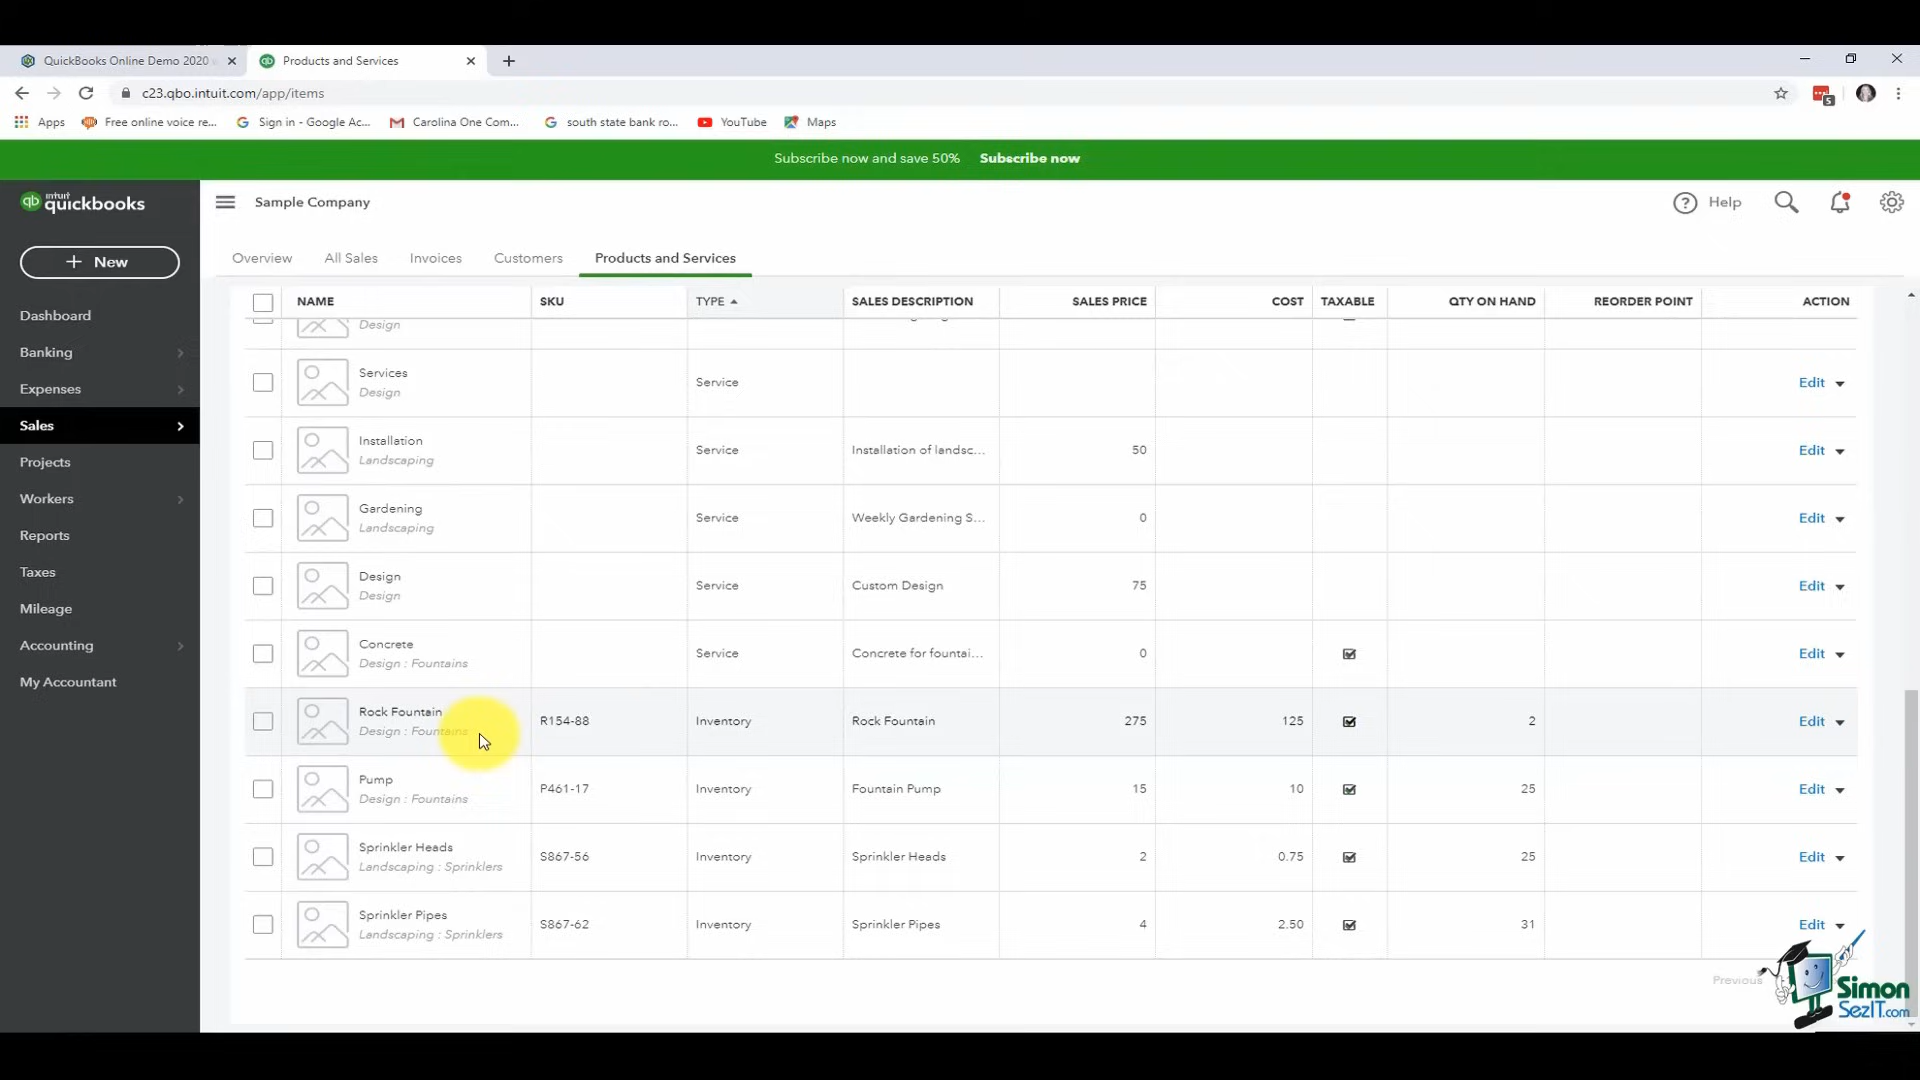 QuickBooks Online Demo 2020
Products and Services
c23.qbo.intuit.com/app/items
Apps
Free online voice re...
Sign in - Google Ac...
Carolina One Com...
south state bank ro...
YouTube
Maps
5
Subscribe now and save 50% Subscribe now
intuit
quickbooks
Sample Company
Help
+ New
Overview All Sales Invoices Customers Products and Services
Dashboard
Banking
Expenses
Sales
Projects
Workers
Reports
Taxes
Mileage
Accounting
My Accountant
NAME SKU TYPE SALES DESCRIPTION SALES PRICE COST TAXABLE QTY ON HAND REORDER POINT ACTION
Design
Services
Design
Service Edit
Installation
Landscaping
Service Installation of landsc... 50 Edit
Gardening
Landscaping
Service Weekly Gardening S... 0 Edit
Design
Design
Service Custom Design 75 Edit
Concrete
Design : Fountains
Service Concrete for fountai... 0 Edit
Rock Fountain
Design : Fountains
R154-88 Inventory Rock Fountain 275 125 2 Edit
Pump
Design : Fountains
P461-17 Inventory Fountain Pump 15 10 25 Edit
Sprinkler Heads
Landscaping : Sprinklers
S867-56 Inventory Sprinkler Heads 2 0.75 25 Edit
Sprinkler Pipes
Landscaping : Sprinklers
S867-62 Inventory Sprinkler Pipes 4 2.50 31 Edit
Previous
Simon
SezIT.com